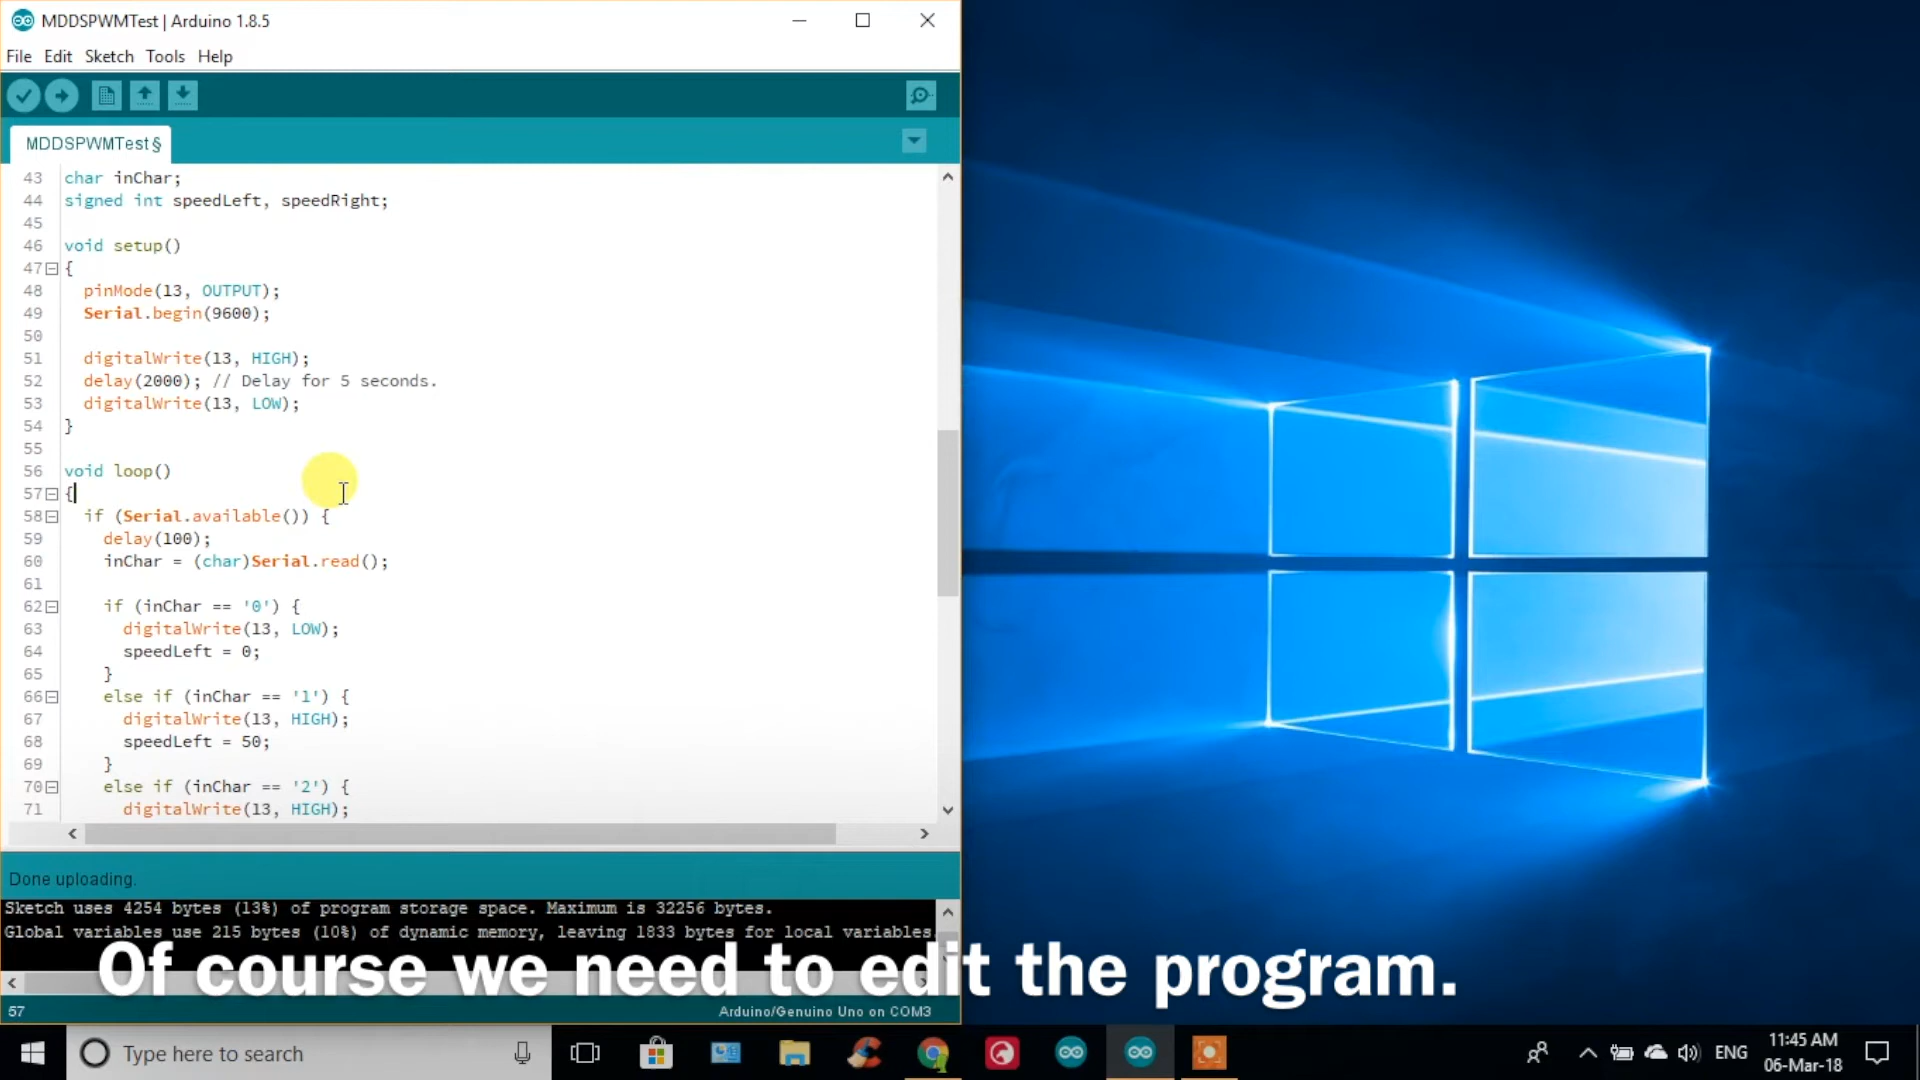 MDDSPWMTest | Arduino 1.8.5
File Edit Sketch Tools Help
MDDSPWMTest§
43 char inChar;
44 signed int speedLeft, speedRight;
45
46 void setup()
47 {
48 pinMode(13, OUTPUT);
49 Serial.begin(9600);
50
51 digitalWrite(13, HIGH);
52 delay(2000); // Delay for 5 seconds.
53 digitalWrite(13, LOW);
54 }
55
56 void loop()
57 {
58 if (Serial.available()) {
59 delay(100);
60 inChar = (char)Serial.read();
61
62 if (inChar == '0') {
63 digitalWrite(13, LOW);
64 speedLeft = 0;
65 }
66 else if (inChar == '1') {
67 digitalWrite(13, HIGH);
68 speedLeft = 50;
69 }
70 else if (inChar == '2') {
71 digitalWrite(13, HIGH);
Done uploading.
Sketch uses 4254 bytes (13%) of program storage space. Maximum is 32256 bytes.
Global variables use 215 bytes (10%) of dynamic memory, leaving 1833 bytes for local variables.
Of course we need to edit the program.
57 Arduino/Genuino Uno on COM3
Type here to search
ENG
11:45 AM
06-Mar-18